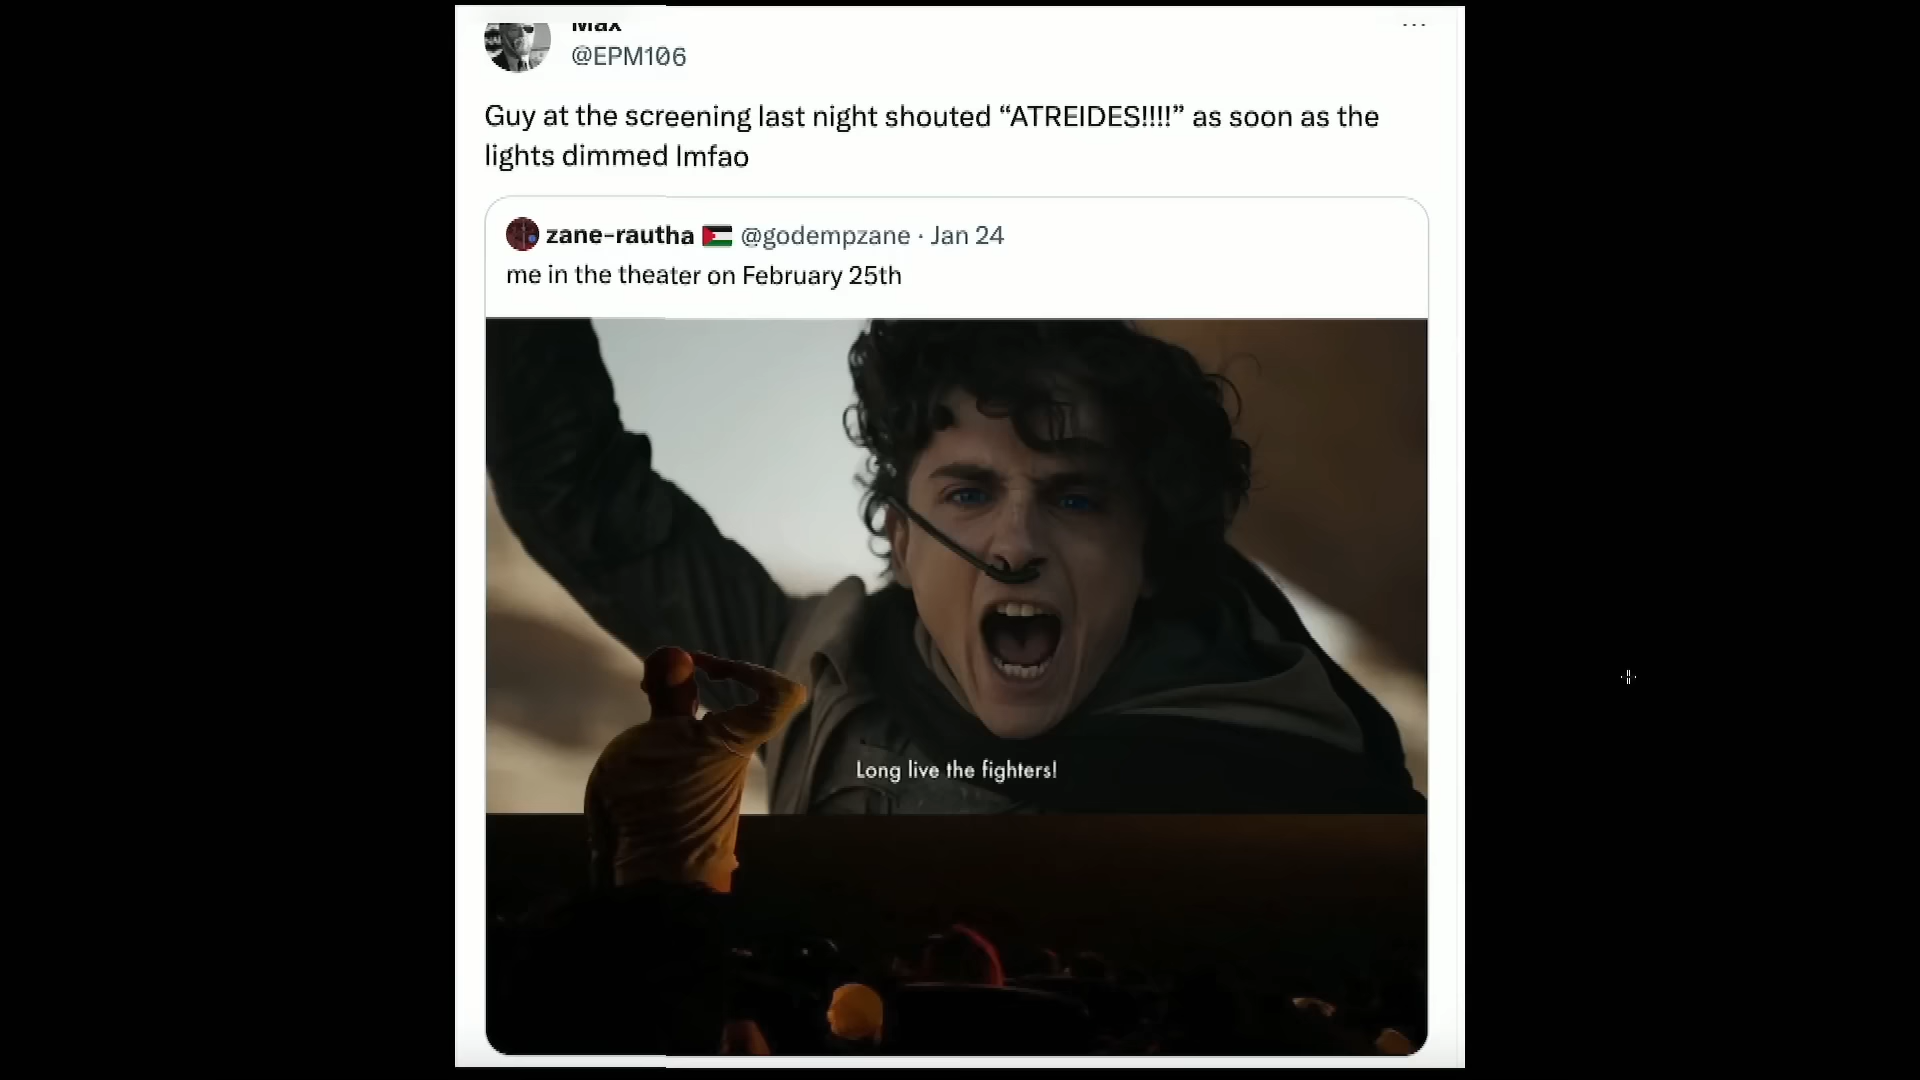 Max
@EPM106
Guy at the screening last night shouted “ATREIDES!!!!” as soon as the
lights dimmed lmfao
zane-rautha 🇵🇸 @godempzane · Jan 24
me in the theater on February 25th
Long live the fighters!